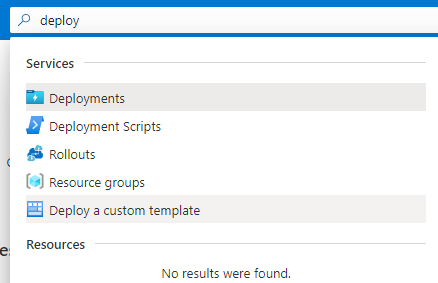 deploy
Services
Deployments
Deployment Scripts
Rollouts
Resource groups
Deploy a custom template
Resources
No results were found.